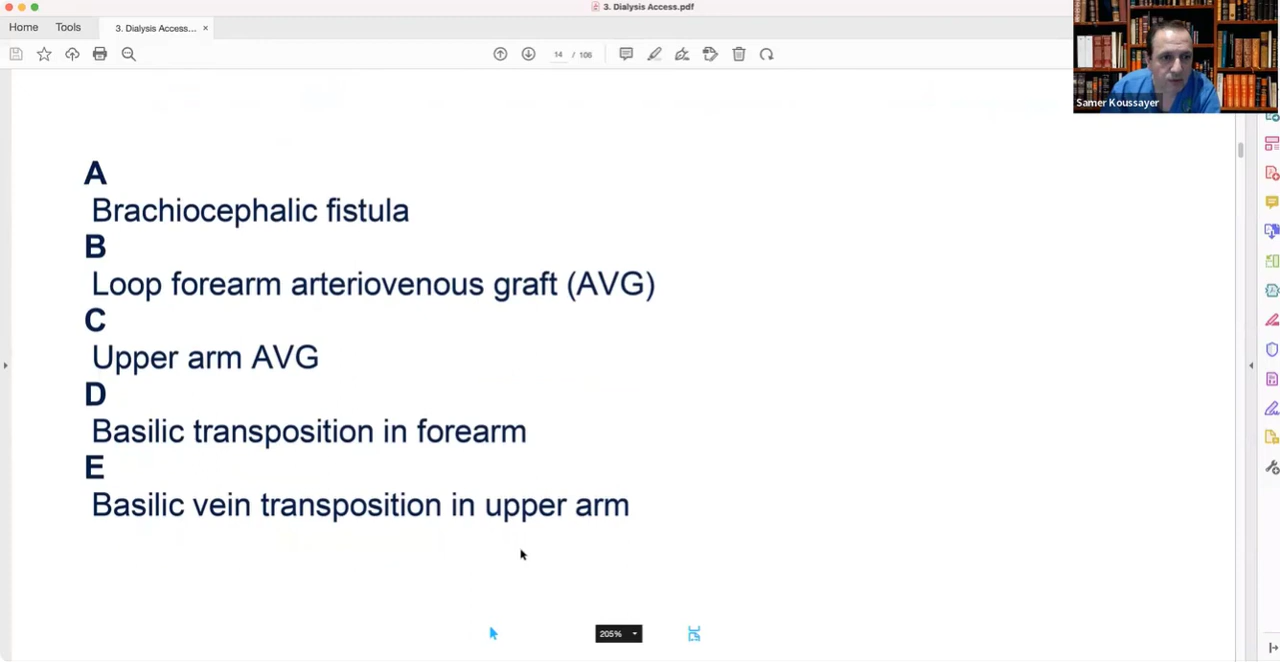 3. Dialysis Access.pdf
Home Tools 3. Dialysis Access... ×
14 / 106
Samer Koussayer
A
Brachiocephalic fistula
B
Loop forearm arteriovenous graft (AVG)
C
Upper arm AVG
D
Basilic transposition in forearm
E
Basilic vein transposition in upper arm
205%